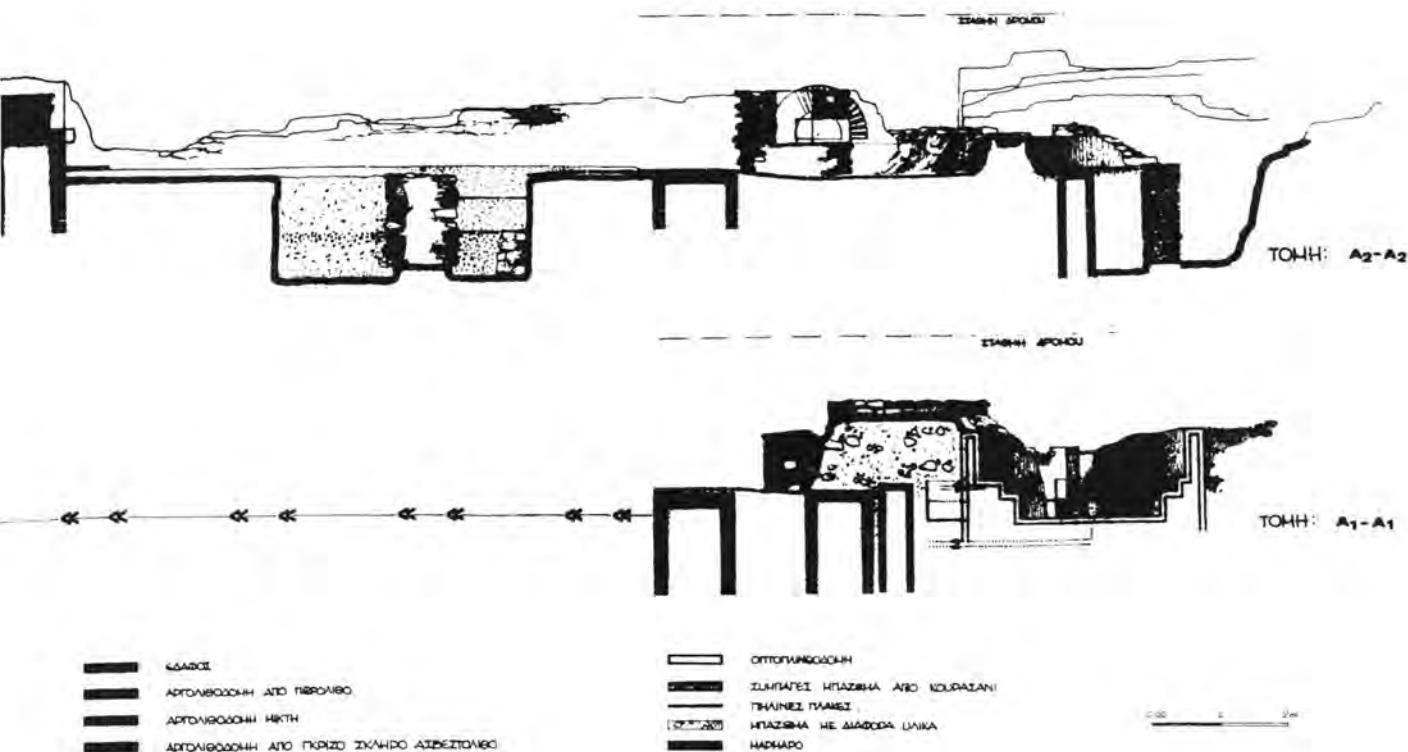 ΣΤΑΘΜΗ ΔΡΟΜΟΥ
ΤΟΜΗ: Α2-Α2
ΣΤΑΘΜΗ ΔΡΟΜΟΥ
ΤΟΜΗ: Α1-Α1
ΕΔΑΦΟΣ
ΑΡΓΟΛΙΘΟΔΟΜΗ ΑΠΟ ΠΩΡΟΛΙΘΟ
ΑΡΓΟΛΙΘΟΔΟΜΗ ΜΙΚΤΗ
ΑΡΓΟΛΙΘΟΔΟΜΗ ΑΠΟ ΓΚΡΙΖΟ ΣΚΛΗΡΟ ΑΣΒΕΣΤΟΛΙΘΟ
ΟΠΤΟΠΛΙΝΘΟΔΟΜΗ
ΣΥΜΠΑΓΕΣ ΜΠΑΖΩΜΑ ΑΠΟ ΚΟΥΡΑΣΑΝΙ
ΠΗΛΙΝΕΣ ΠΛΑΚΕΣ
ΜΠΑΖΩΜΑ ΜΕ ΔΙΑΦΟΡΑ ΥΛΙΚΑ
ΜΑΡΜΑΡΟ